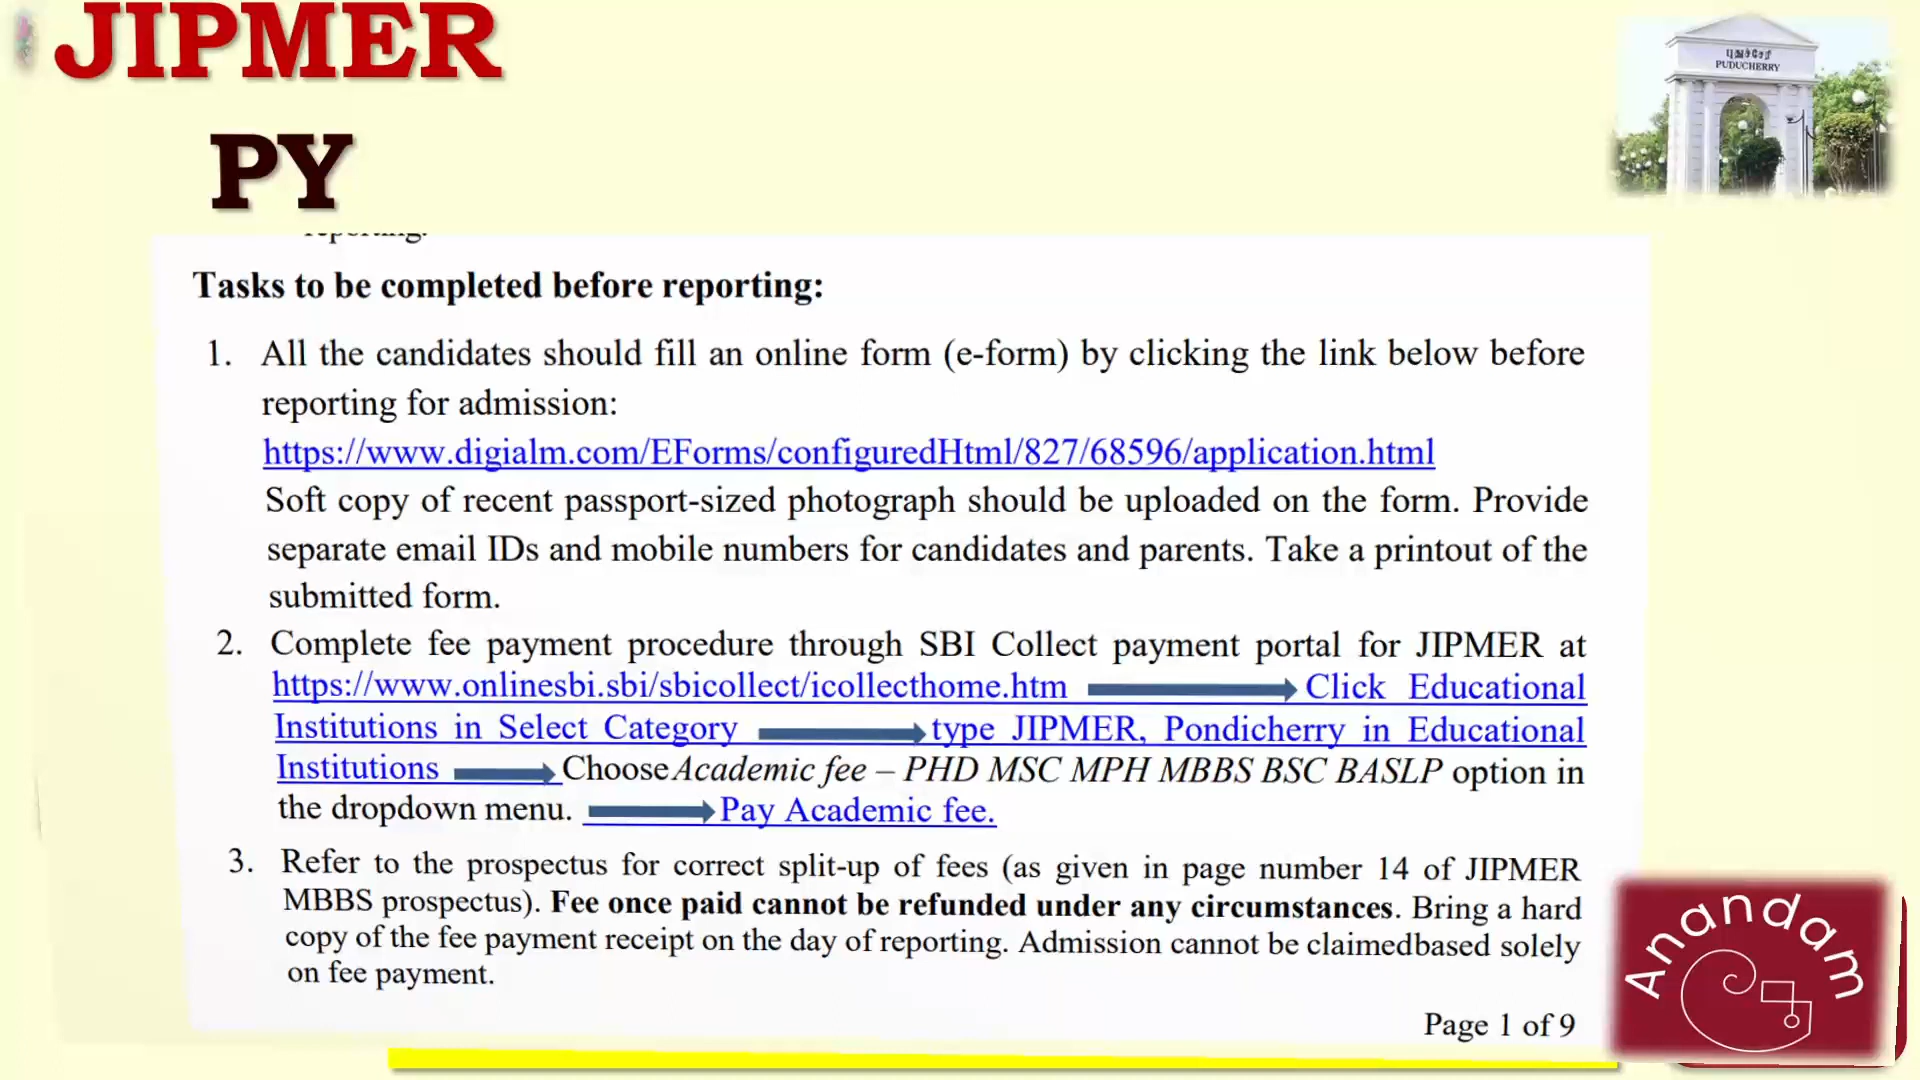 JIPMER
PY
புதுச்சேரி
PUDUCHERRY
reporting.
Tasks to be completed before reporting:
1. All the candidates should fill an online form (e-form) by clicking the link below before
reporting for admission:
https://www.digialm.com/EForms/configuredHtml/827/68596/application.html
Soft copy of recent passport-sized photograph should be uploaded on the form. Provide
separate email IDs and mobile numbers for candidates and parents. Take a printout of the
submitted form.
2. Complete fee payment procedure through SBI Collect payment portal for JIPMER at
https://www.onlinesbi.sbi/sbicollect/icollecthome.htm Click Educational
Institutions in Select Category type JIPMER, Pondicherry in Educational
Institutions Choose Academic fee – PHD MSC MPH MBBS BSC BASLP option in
the dropdown menu. Pay Academic fee.
3. Refer to the prospectus for correct split-up of fees (as given in page number 14 of JIPMER
MBBS prospectus). Fee once paid cannot be refunded under any circumstances. Bring a hard
copy of the fee payment receipt on the day of reporting. Admission cannot be claimedbased solely
on fee payment.
Page 1 of 9
Anandam